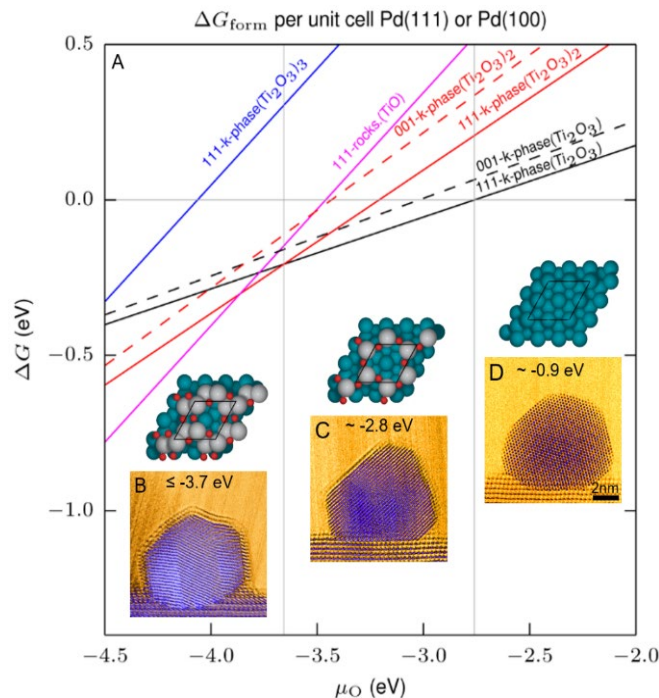 ΔG_form per unit cell Pd(111) or Pd(100)
A
111-k-phase(Ti₂O₃)₃
111-rocks.(TiO)
001-k-phase(Ti₂O₃)₂
111-k-phase(Ti₂O₃)₂
001-k-phase(Ti₂O₃)
111-k-phase(Ti₂O₃)
0.5
0.0
−0.5
−1.0
ΔG (eV)
B ≤ -3.7 eV
C ~ -2.8 eV
D ~ -0.9 eV
2nm
−4.5 −4.0 −3.5 −3.0 −2.5 −2.0
μ_O (eV)